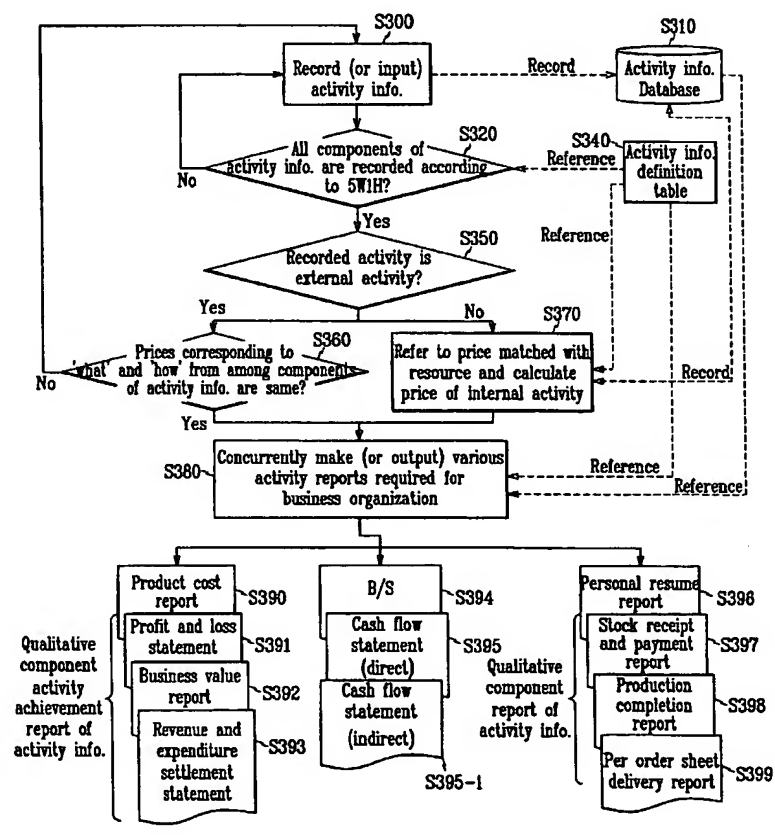 S300
Record (or input)
activity info.
Record
S310
Activity info.
Database
All components of
activity info. are recorded according
to 5W1H?
S320
No
Yes
S340
Activity info.
definition
table
Reference
Reference
Recorded activity is
external activity?
S350
Yes
No
Prices corresponding to
'what' and 'how' from among components
of activity info. are same?
S360
No
Yes
S370
Refer to price matched with
resource and calculate
price of internal activity
Record
S380
Concurrently make (or output) various
activity reports required for
business organization
Reference
Reference
Product cost
report
S390
Profit and loss
statement
S391
Business value
report
S392
Revenue and
expenditure
settlement
statement
S393
Qualitative
component
activity
achievement
report of
activity info.
B/S
S394
Cash flow
statement
(direct)
S395
Cash flow
statement
(indirect)
S395-1
Personal resume
report
S396
Stock receipt
and payment
report
S397
Production
completion
report
S398
Per order sheet
delivery report
S399
Qualitative
component
report of
activity info.